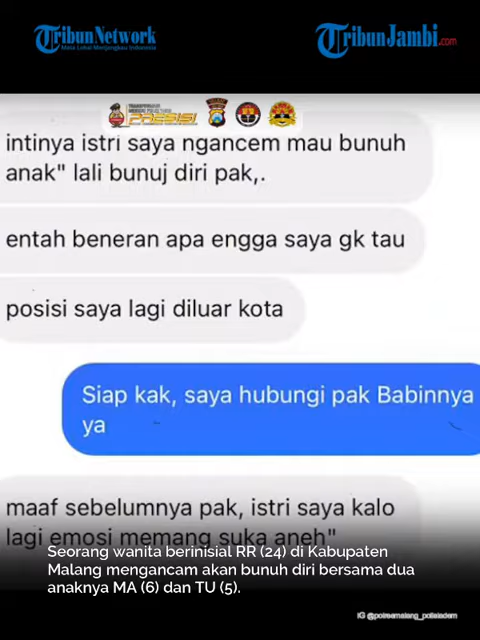 TribunNetwork
Mata Lokal Menjangkau Indonesia
TribunJambi.com
PRESISI
intinya istri saya ngancem mau bunuh
anak" lali bunuj diri pak,.
entah beneran apa engga saya gk tau
posisi saya lagi diluar kota
Siap kak, saya hubungi pak Babinnya
ya
maaf sebelumnya pak, istri saya kalo
lagi emosi memang suka aneh"
Seorang wanita berinisial RR (24) di Kabupaten
Malang mengancam akan bunuh diri bersama dua
anaknya MA (6) dan TU (5).